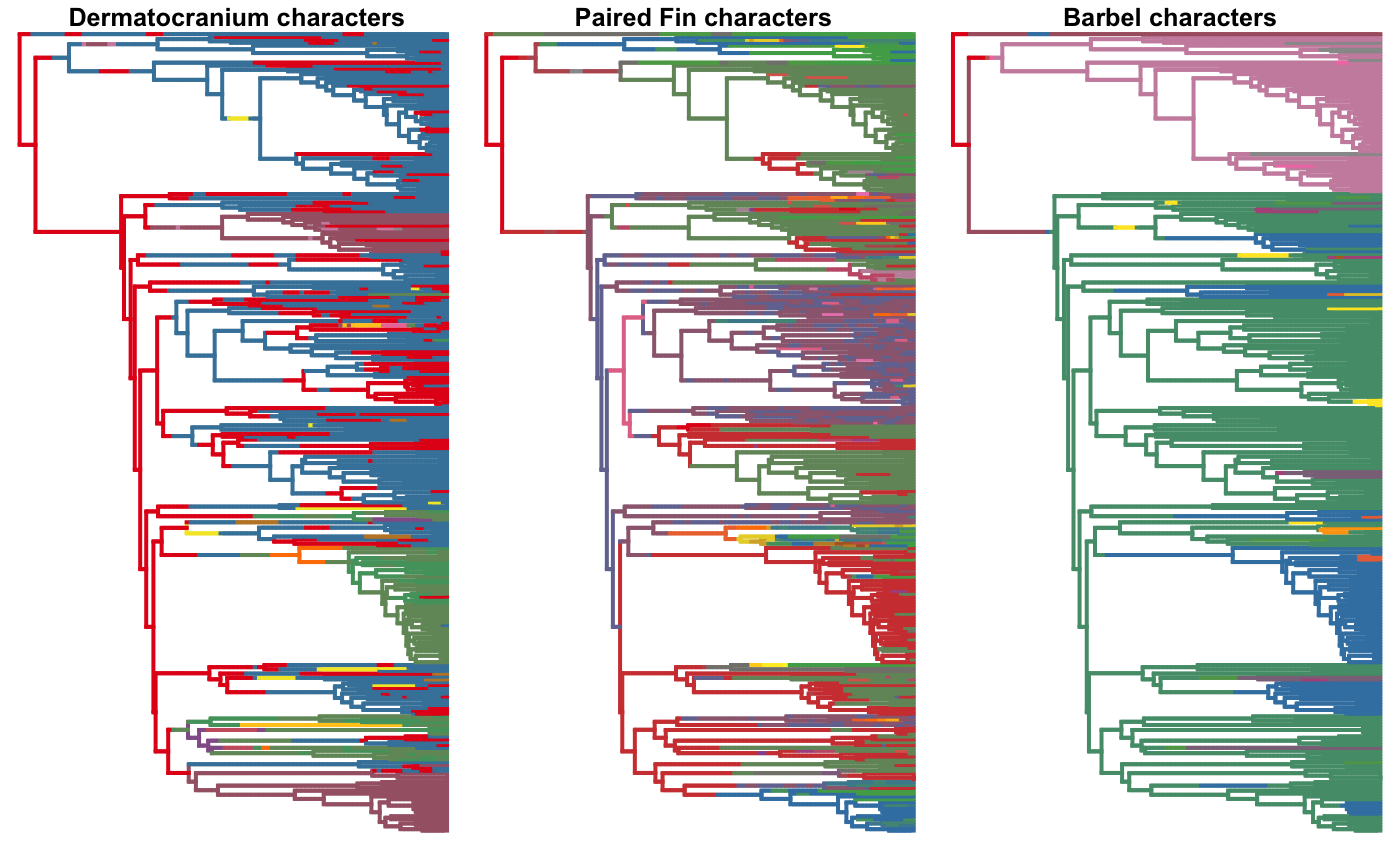 Dermatocranium characters
Paired Fin characters
Barbel characters